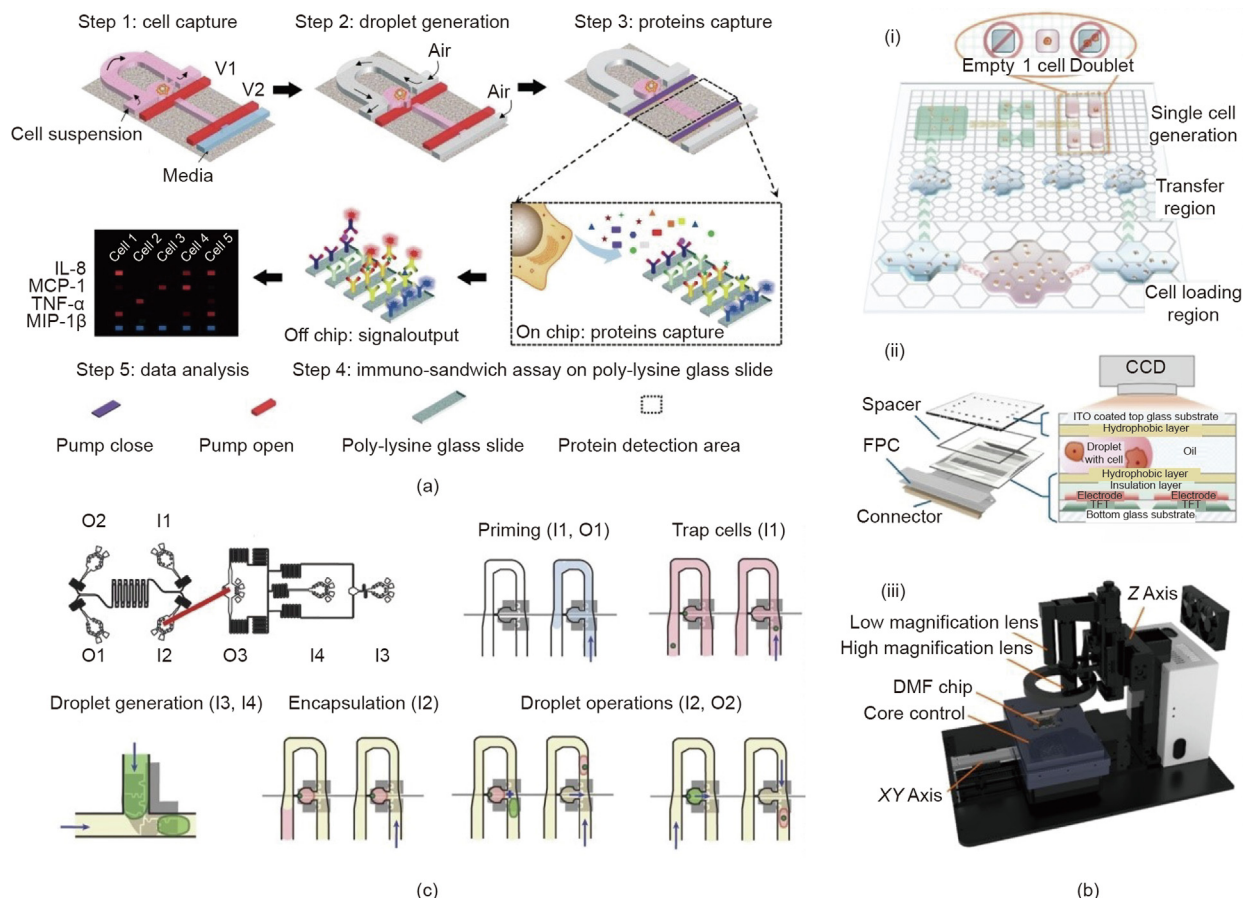 Step 1: cell capture
Step 2: droplet generation
Step 3: proteins capture
V1
V2
Air
Air
Cell suspension
Media
Cell 1
Cell 2
Cell 3
Cell 4
Cell 5
IL-8
MCP-1
TNF-α
MIP-1β
Off chip: signaloutput
On chip: proteins capture
Step 5: data analysis
Step 4: immuno-sandwich assay on poly-lysine glass slide
Pump close
Pump open
Poly-lysine glass slide
Protein detection area
(a)
(i)
Empty 1 cell Doublet
Single cell
generation
Transfer
region
Cell loading
region
(ii)
CCD
Spacer
FPC
Connector
ITO coated top glass substrate
Hydrophobic layer
Droplet
with cell
Oil
Hydrophobic layer
Insulation layer
Electrode
Electrode
TFT
TFT
Bottom glass substrate
(iii)
Z Axis
Low magnification lens
High magnification lens
DMF chip
Core control
XY Axis
(b)
O2
I1
O1
I2
O3
I4
I3
Priming (I1, O1)
Trap cells (I1)
Droplet generation (I3, I4)
Encapsulation (I2)
Droplet operations (I2, O2)
(c)